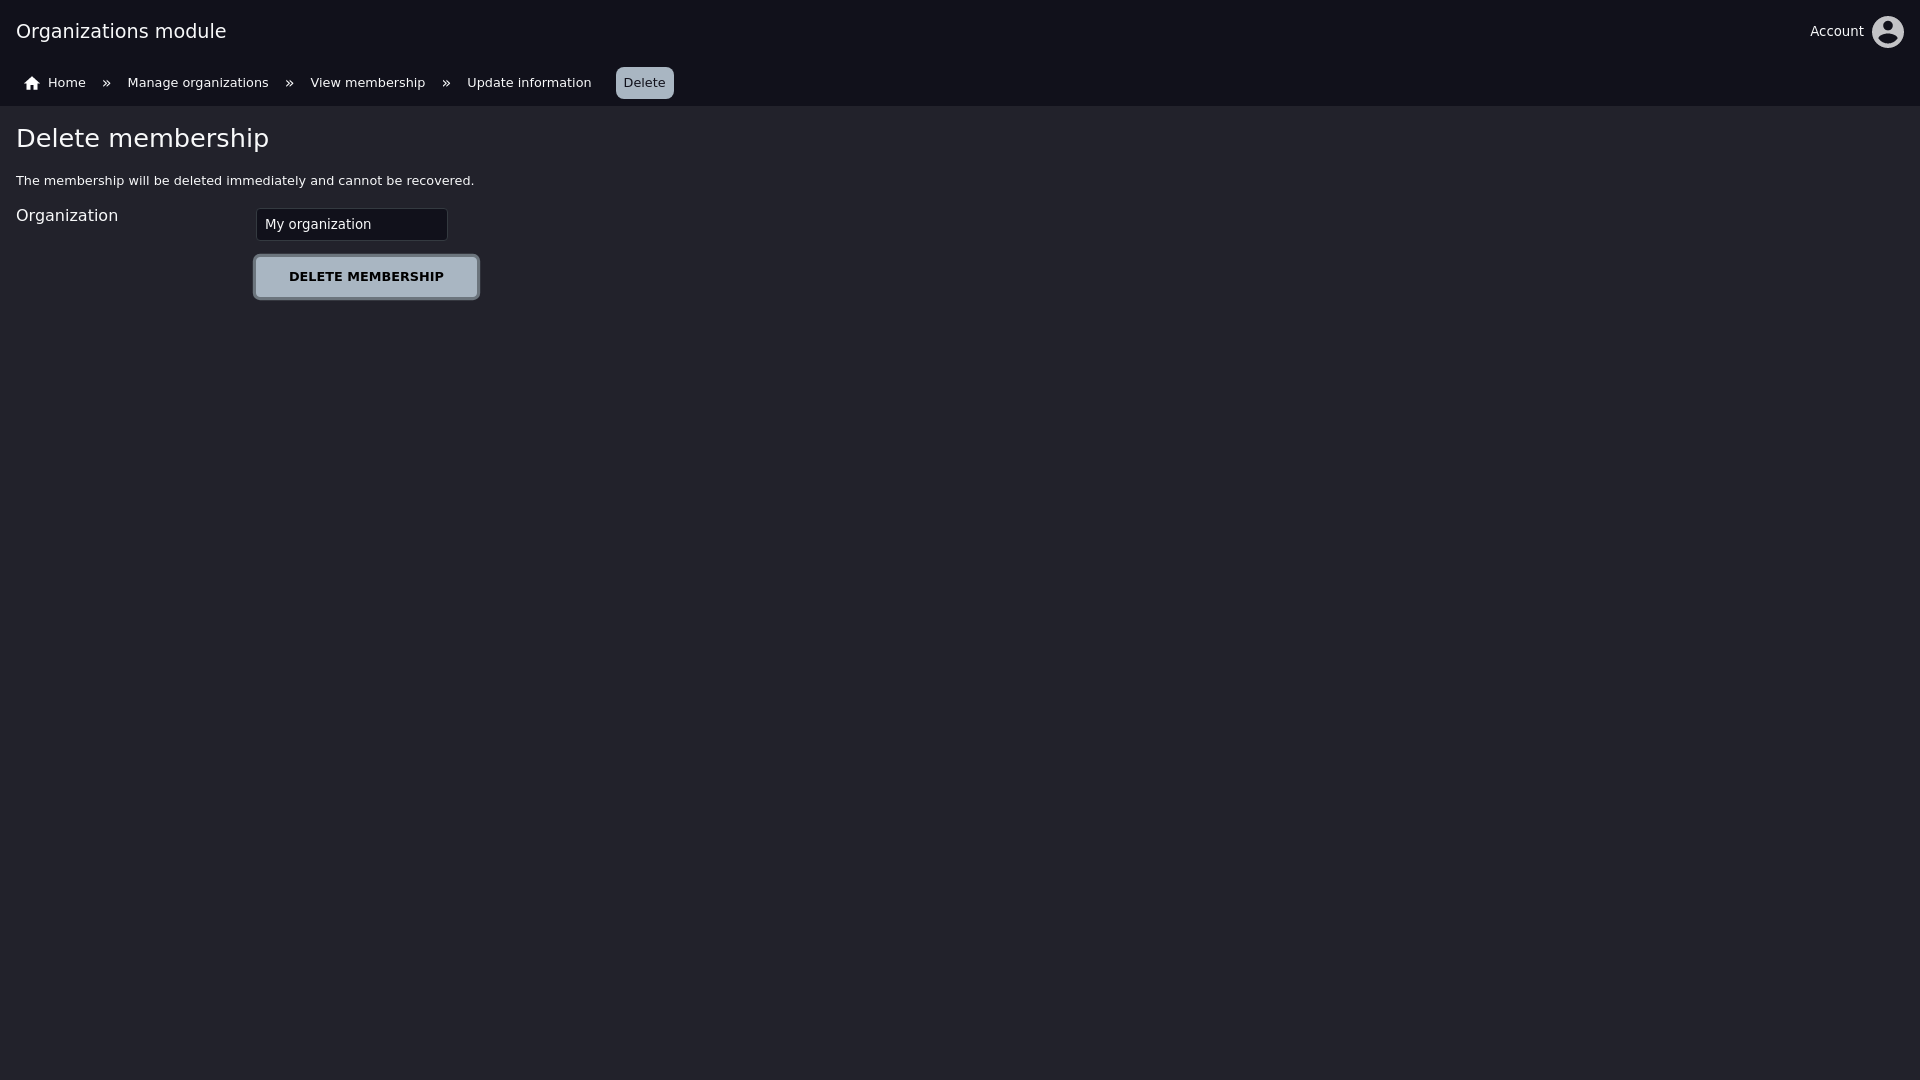 Organizations module
Account
Home » Manage organizations » View membership » Update information Delete
Delete membership
The membership will be deleted immediately and cannot be recovered.
Organization
My organization
DELETE MEMBERSHIP